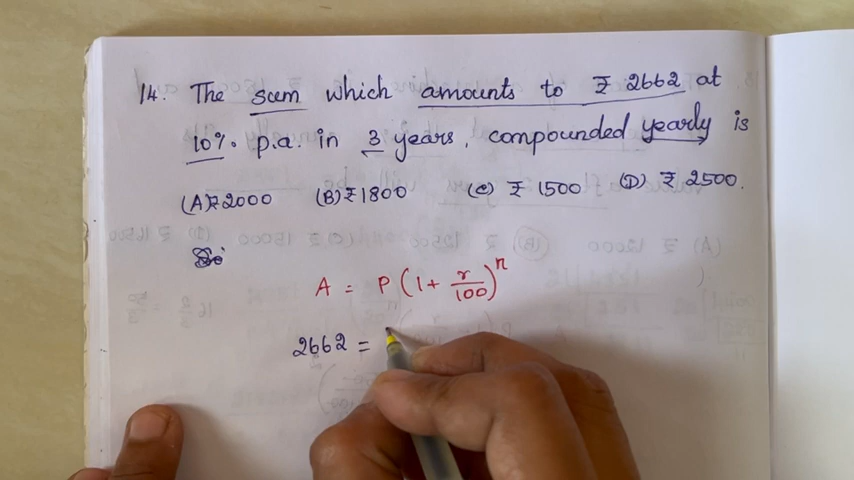 14. The sum which amounts to ₹ 2662 at
10% p.a. in 3 years, compounded yearly is
(A) ₹ 2000 (B) ₹ 1800 (C) ₹ 1500 (D) ₹ 2500.
So
A = P (1 + r/100)^n
2662 =